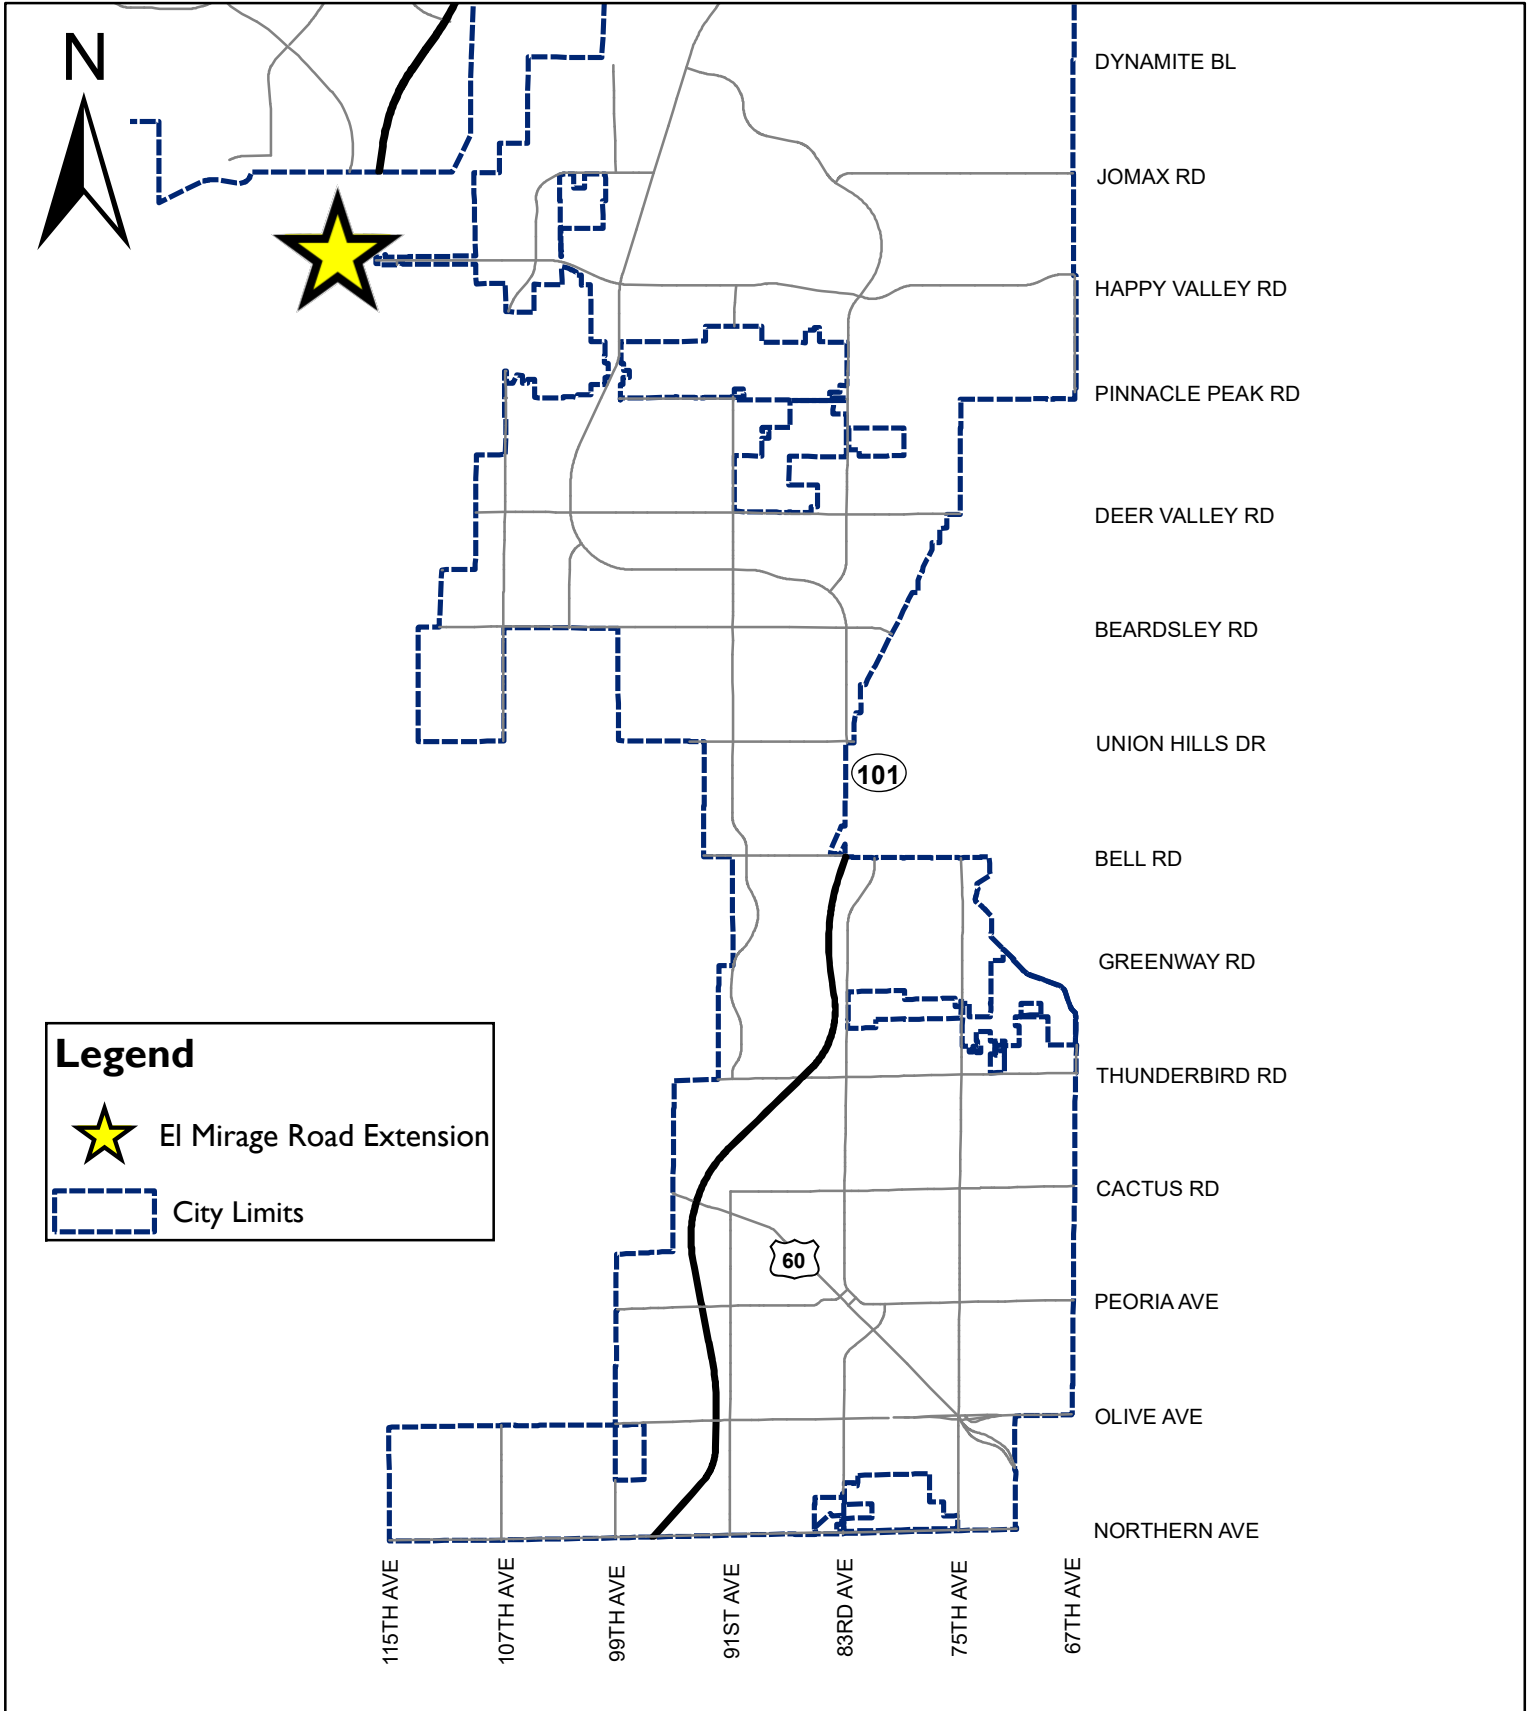 N
DYNAMITE BL
JOMAX RD
HAPPY VALLEY RD
PINNACLE PEAK RD
DEER VALLEY RD
BEARDSLEY RD
UNION HILLS DR
101
BELL RD
GREENWAY RD
THUNDERBIRD RD
CACTUS RD
60
PEORIA AVE
OLIVE AVE
NORTHERN AVE
Legend
El Mirage Road Extension
City Limits
115TH AVE
107TH AVE
99TH AVE
91ST AVE
83RD AVE
75TH AVE
67TH AVE